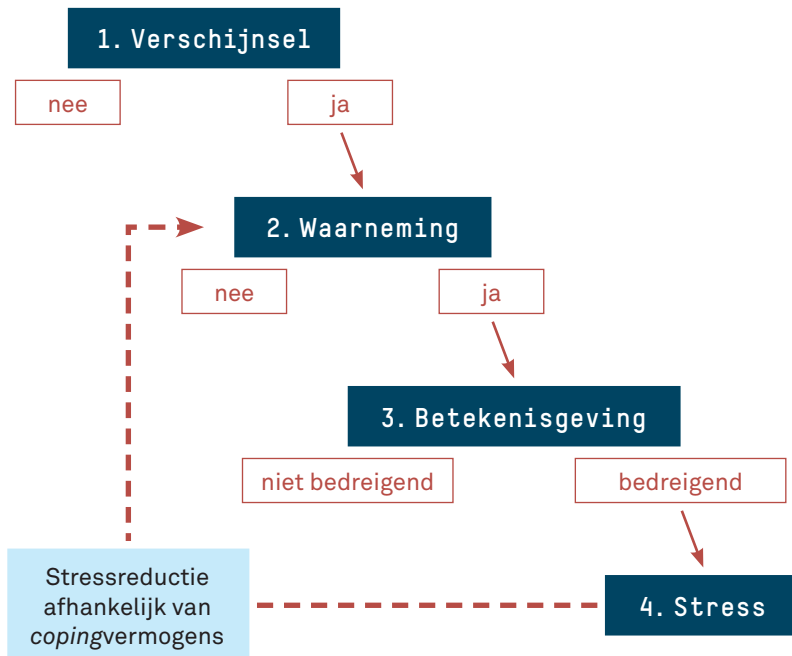 1. Verschijnsel
nee
ja
2. Waarneming
nee
ja
3. Betekenisgeving
niet bedreigend
bedreigend
Stressreductie
afhankelijk van
copingvermogens
4. Stress